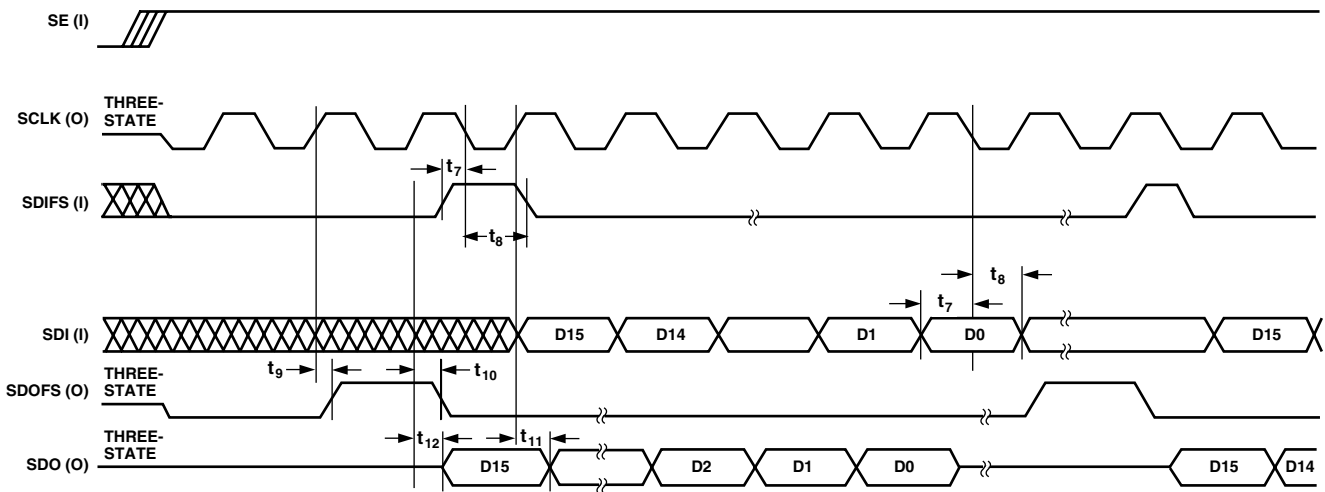 SE (I)
SCLK (O)
THREE-
STATE
t7
SDIFS (I)
t8
t8
t7
SDI (I)
D15
D14
D1
D0
D15
t9
t10
SDOFS (O)
THREE-
STATE
t12
t11
SDO (O)
THREE-
STATE
D15
D2
D1
D0
D15
D14